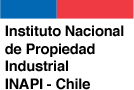 Instituto Nacional
de Propiedad
Industrial
INAPI - Chile